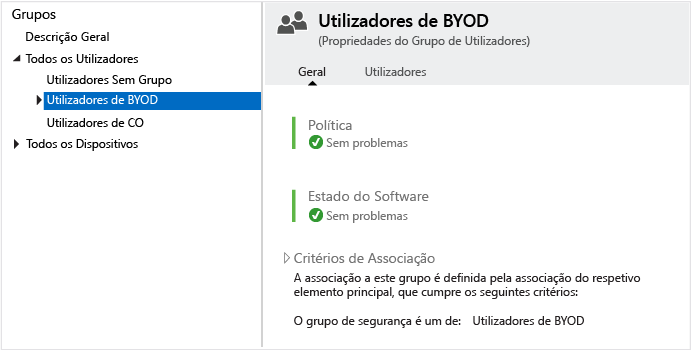 Grupos
Descrição Geral
Todos os Utilizadores
Utilizadores Sem Grupo
Utilizadores de BYOD
Utilizadores de CO
Todos os Dispositivos
Utilizadores de BYOD
(Propriedades do Grupo de Utilizadores)
Geral Utilizadores
Política
Sem problemas
Estado do Software
Sem problemas
Critérios de Associação
A associação a este grupo é definida pela associação do respetivo
elemento principal, que cumpre os seguintes critérios:
O grupo de segurança é um de: Utilizadores de BYOD